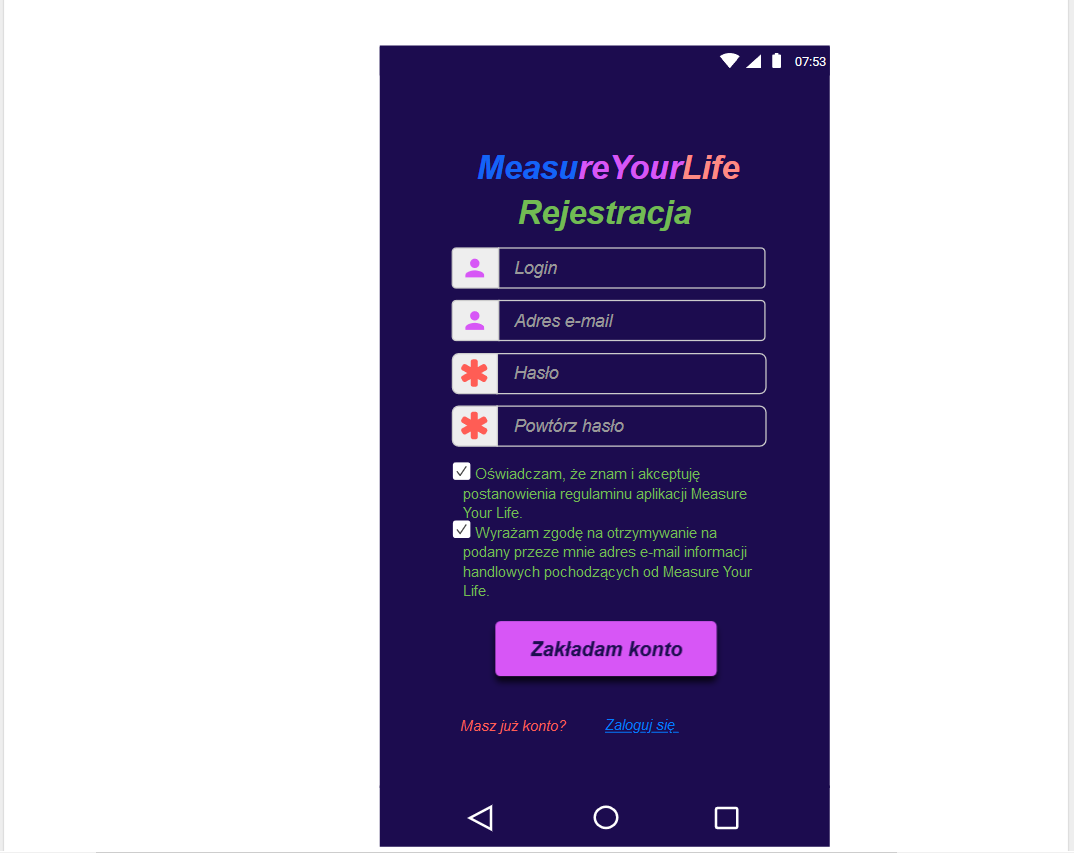 07:53
MeasureYourLife
Rejestracja
Login
Adres e-mail
Hasło
Powtórz hasło
Oświadczam, że znam i akceptuję
postanowienia regulaminu aplikacji Measure
Your Life.
Wyrażam zgodę na otrzymywanie na
podany przeze mnie adres e-mail informacji
handlowych pochodzących od Measure Your
Life.
Zakładam konto
Masz już konto? Zaloguj się